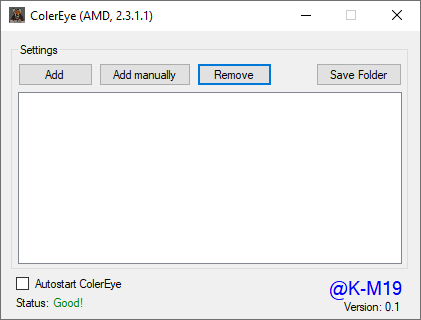 ColerEye (AMD, 2.3.1.1)
Settings
Add Add manually Remove Save Folder
Autostart ColerEye
@K-M19
Status: Good!
Version: 0.1